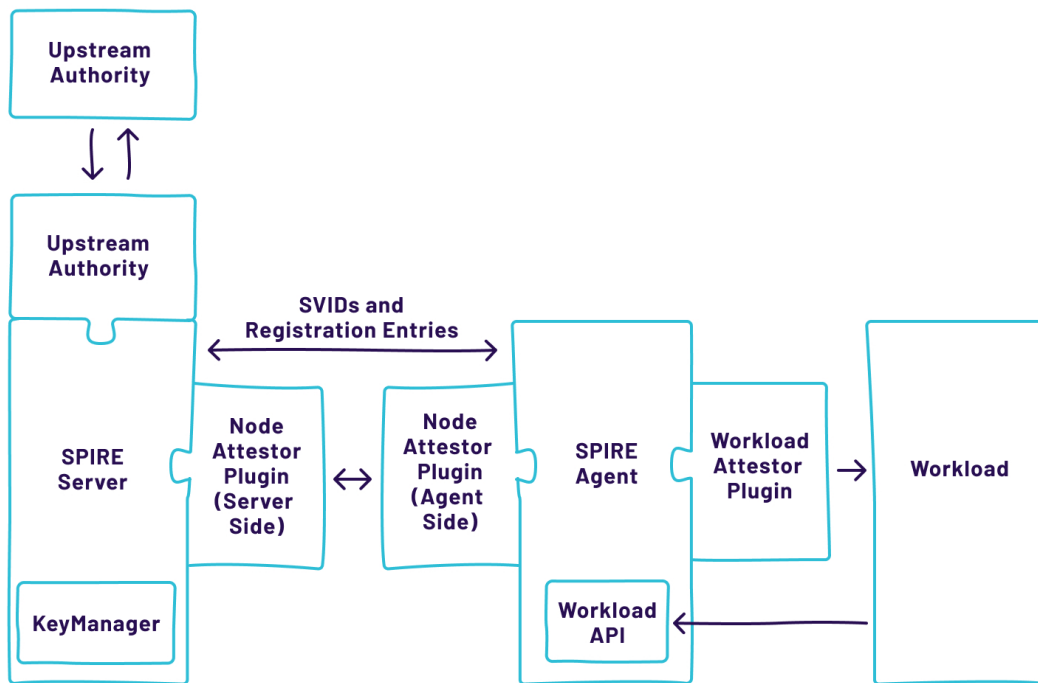 Upstream
Authority
Upstream
Authority
SVIDs and
Registration Entries
SPIRE
Server
Node
Attestor
Plugin
(Server
Side)
Node
Attestor
Plugin
(Agent
Side)
SPIRE
Agent
Workload
Attestor
Plugin
Workload
KeyManager
Workload
API